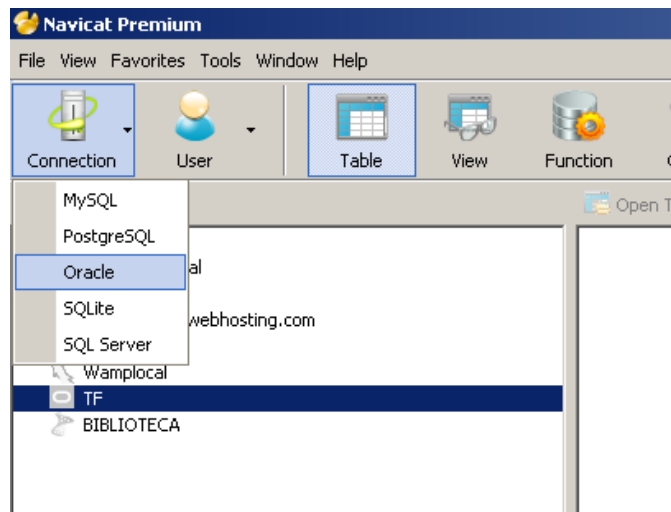 Navicat Premium
File View Favorites Tools Window Help
Connection User Table View Function
MySQL
Open T
PostgreSQL
Oracle
al
SQLite
webhosting.com
SQL Server
Wamplocal
TF
BIBLIOTECA